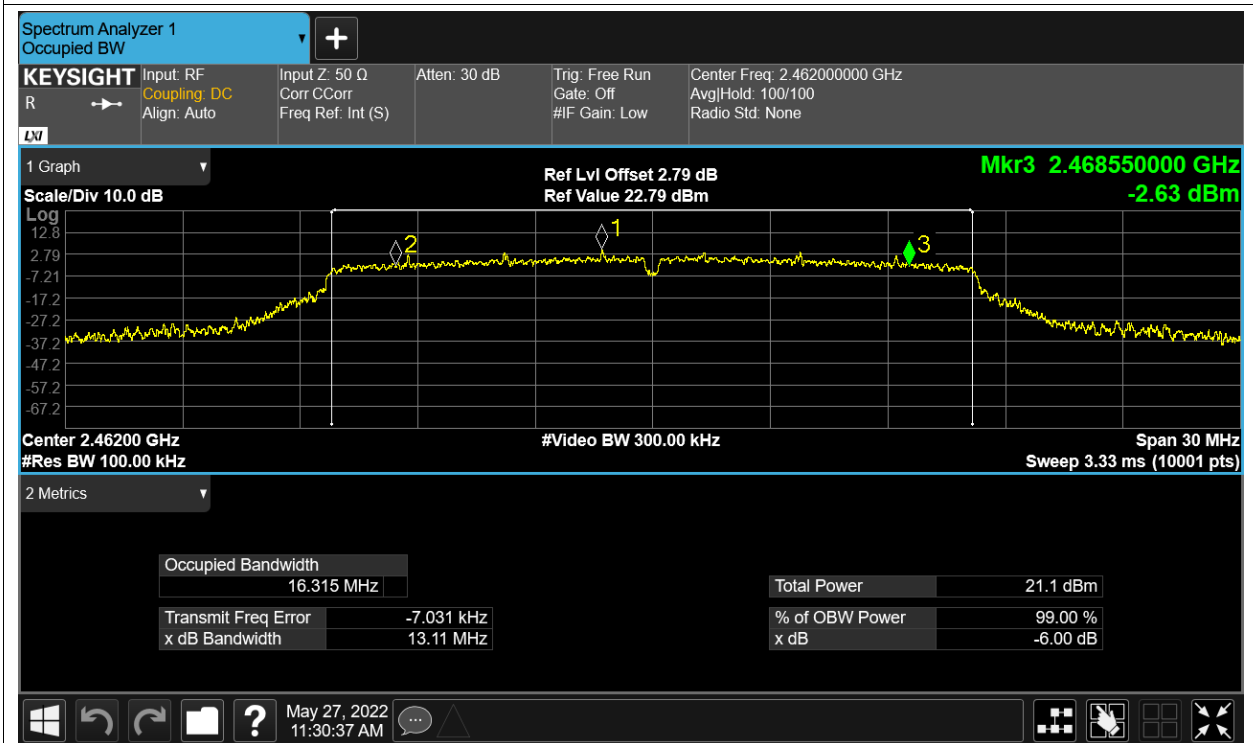 Spectrum Analyzer 1
Occupied BW
KEYSIGHT
R
LXI
Input: RF
Coupling: DC
Align: Auto
Input Z: 50 Ω
Corr CCorr
Freq Ref: Int (S)
Atten: 30 dB
Trig: Free Run
Gate: Off
#IF Gain: Low
Center Freq: 2.462000000 GHz
Avg|Hold: 100/100
Radio Std: None
1 Graph
Scale/Div 10.0 dB
Ref Lvl Offset 2.79 dB
Ref Value 22.79 dBm
Mkr3 2.468550000 GHz
-2.63 dBm
Log
12.8
2.79
-7.21
-17.2
-27.2
-37.2
-47.2
-57.2
-67.2
2
1
3
Center 2.46200 GHz
#Res BW 100.00 kHz
#Video BW 300.00 kHz
Span 30 MHz
Sweep 3.33 ms (10001 pts)
2 Metrics
Occupied Bandwidth
16.315 MHz
Transmit Freq Error -7.031 kHz
x dB Bandwidth 13.11 MHz
Total Power 21.1 dBm
% of OBW Power 99.00 %
x dB -6.00 dB
?
May 27, 2022
11:30:37 AM